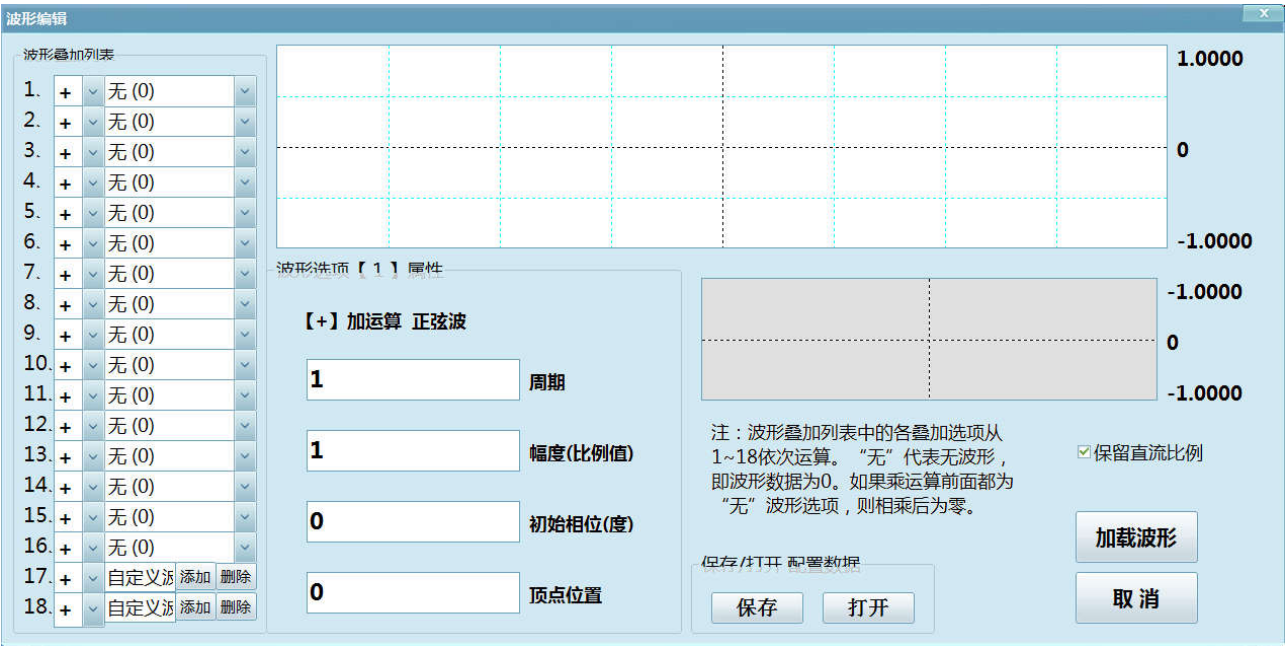 波形编辑
x
波形叠加列表
1. + 无 (0)
2. + 无 (0)
3. + 无 (0)
4. + 无 (0)
5. + 无 (0)
6. + 无 (0)
7. + 无 (0)
8. + 无 (0)
9. + 无 (0)
10. + 无 (0)
11. + 无 (0)
12. + 无 (0)
13. + 无 (0)
14. + 无 (0)
15. + 无 (0)
16. + 无 (0)
17. + 自定义波 添加 删除
18. + 自定义波 添加 删除
1.0000
0
-1.0000
波形选项【 1 】属性
【+】加运算 正弦波
1 周期
1 幅度(比例值)
0 初始相位(度)
0 顶点位置
-1.0000
0
-1.0000
注：波形叠加列表中的各叠加选项从
1~18依次运算。“无”代表无波形，
即波形数据为0。如果乘运算前面都为
“无”波形选项，则相乘后为零。
保留直流比例
保存/打开 配置数据
保存 打开
加载波形
取 消